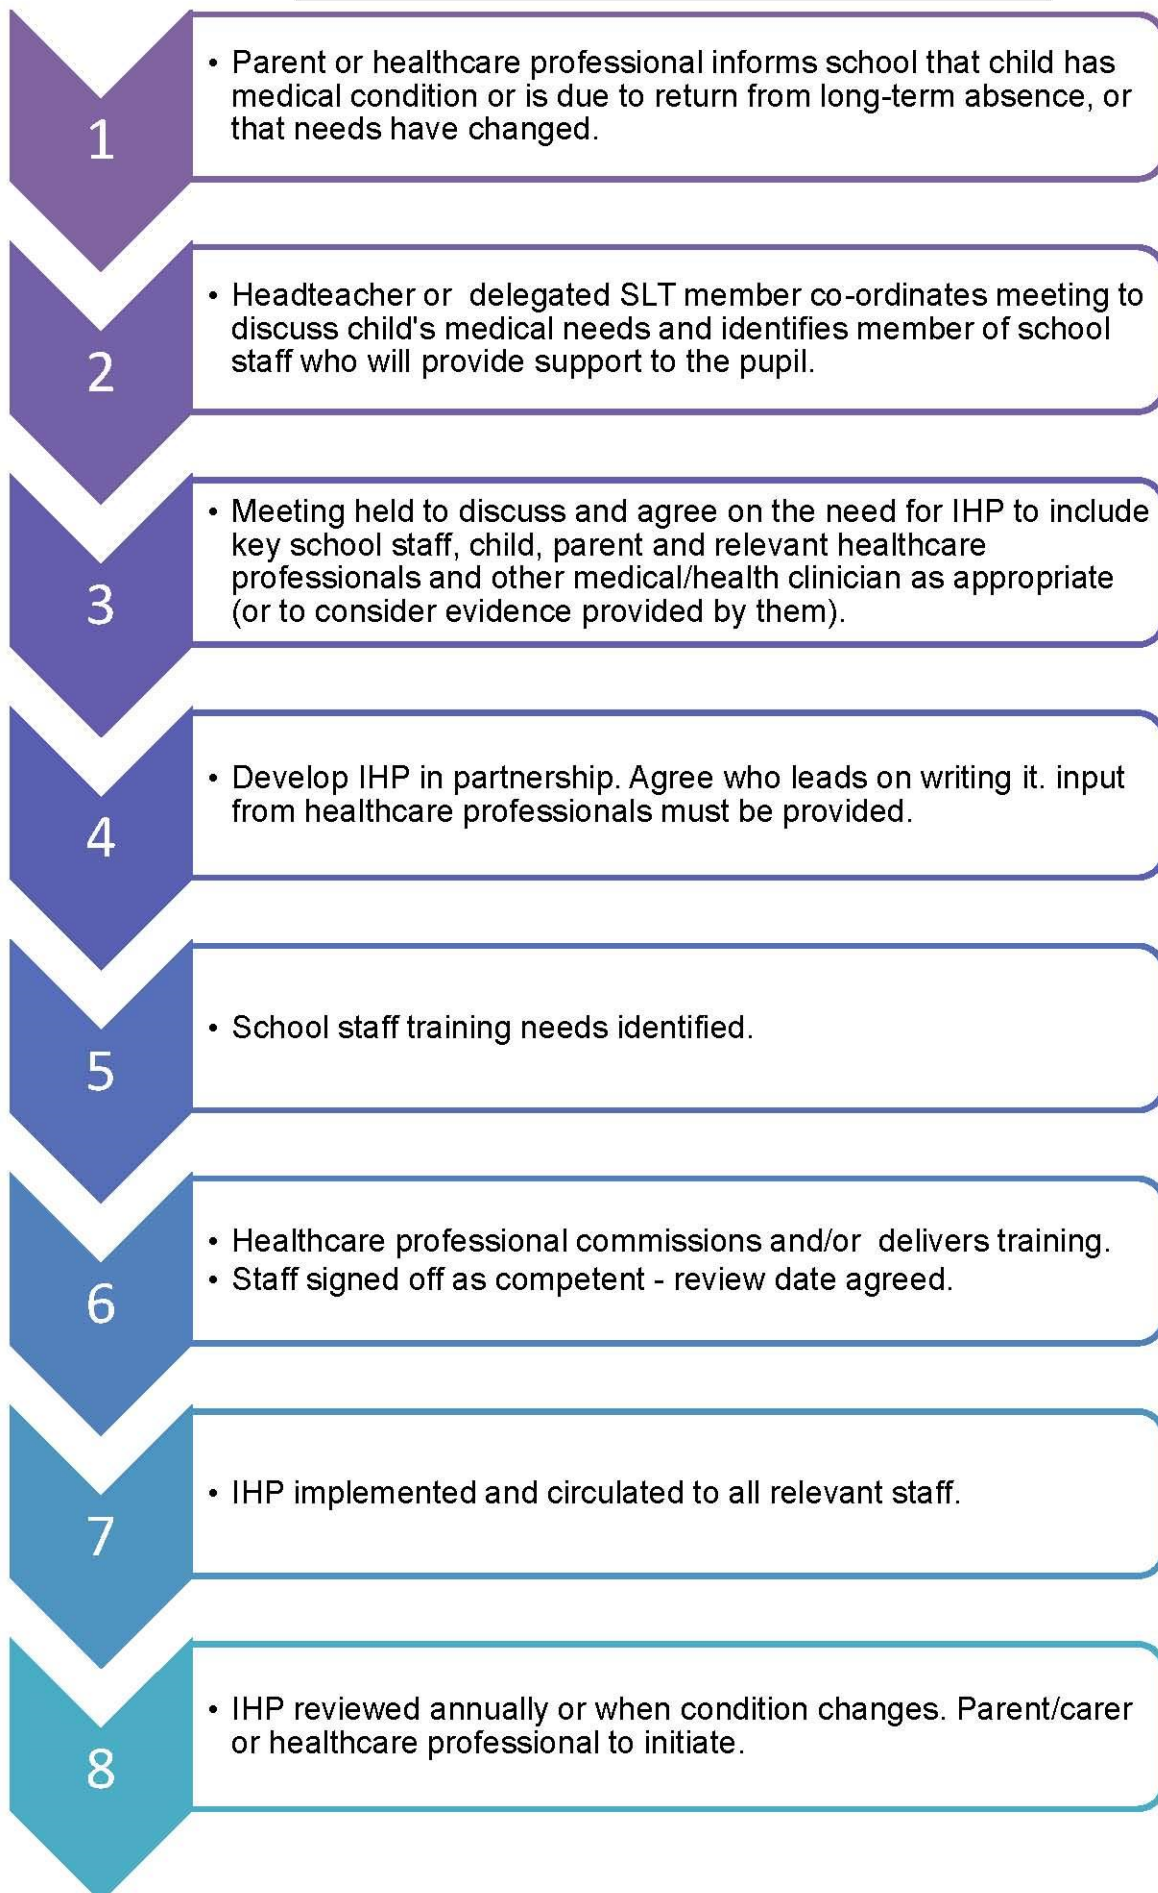 1
• Parent or healthcare professional informs school that child has
medical condition or is due to return from long-term absence, or
that needs have changed.
2
• Headteacher or  delegated SLT member co-ordinates meeting to
discuss child's medical needs and identifies member of school
staff who will provide support to the pupil.
3
• Meeting held to discuss and agree on the need for IHP to include
key school staff, child, parent and relevant healthcare
professionals and other medical/health clinician as appropriate
(or to consider evidence provided by them).
4
• Develop IHP in partnership. Agree who leads on writing it. input
from healthcare professionals must be provided.
5
• School staff training needs identified.
6
• Healthcare professional commissions and/or  delivers training.
• Staff signed off as competent - review date agreed.
7
• IHP implemented and circulated to all relevant staff.
8
• IHP reviewed annually or when condition changes. Parent/carer
or healthcare professional to initiate.